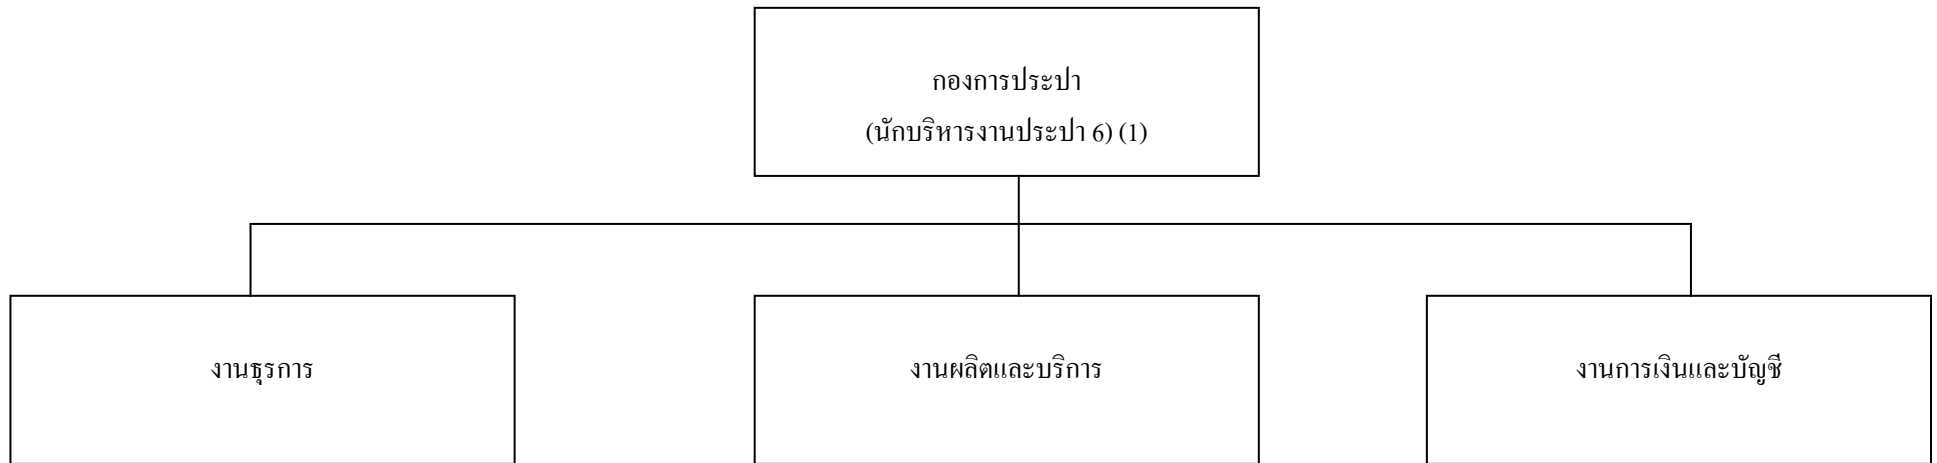 กองการประปา
(นักบริหารงานประปา 6) (1)
งานธุรการ
งานผลิตและบริการ
งานการเงินและบัญชี